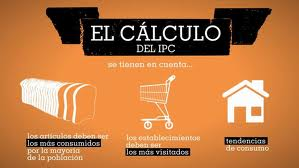 EL CÁLCULO
DEL IPC
se tienen en cuenta...
los artículos deben ser
los más consumidos
por la mayoría
de la población
los establecimientos
deben ser
los más visitados
tendencias
de consumo